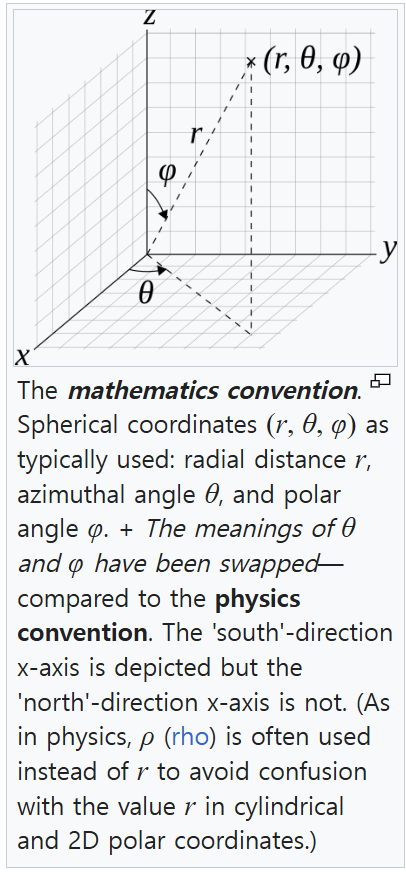 z
(r, θ, φ)
r
φ
y
θ
x
The mathematics convention.
Spherical coordinates (r, θ, φ) as
typically used: radial distance r,
azimuthal angle θ, and polar
angle φ. + The meanings of θ
and φ have been swapped—
compared to the physics
convention. The 'south'-direction
x-axis is depicted but the
'north'-direction x-axis is not. (As
in physics, ρ (rho) is often used
instead of r to avoid confusion
with the value r in cylindrical
and 2D polar coordinates.)